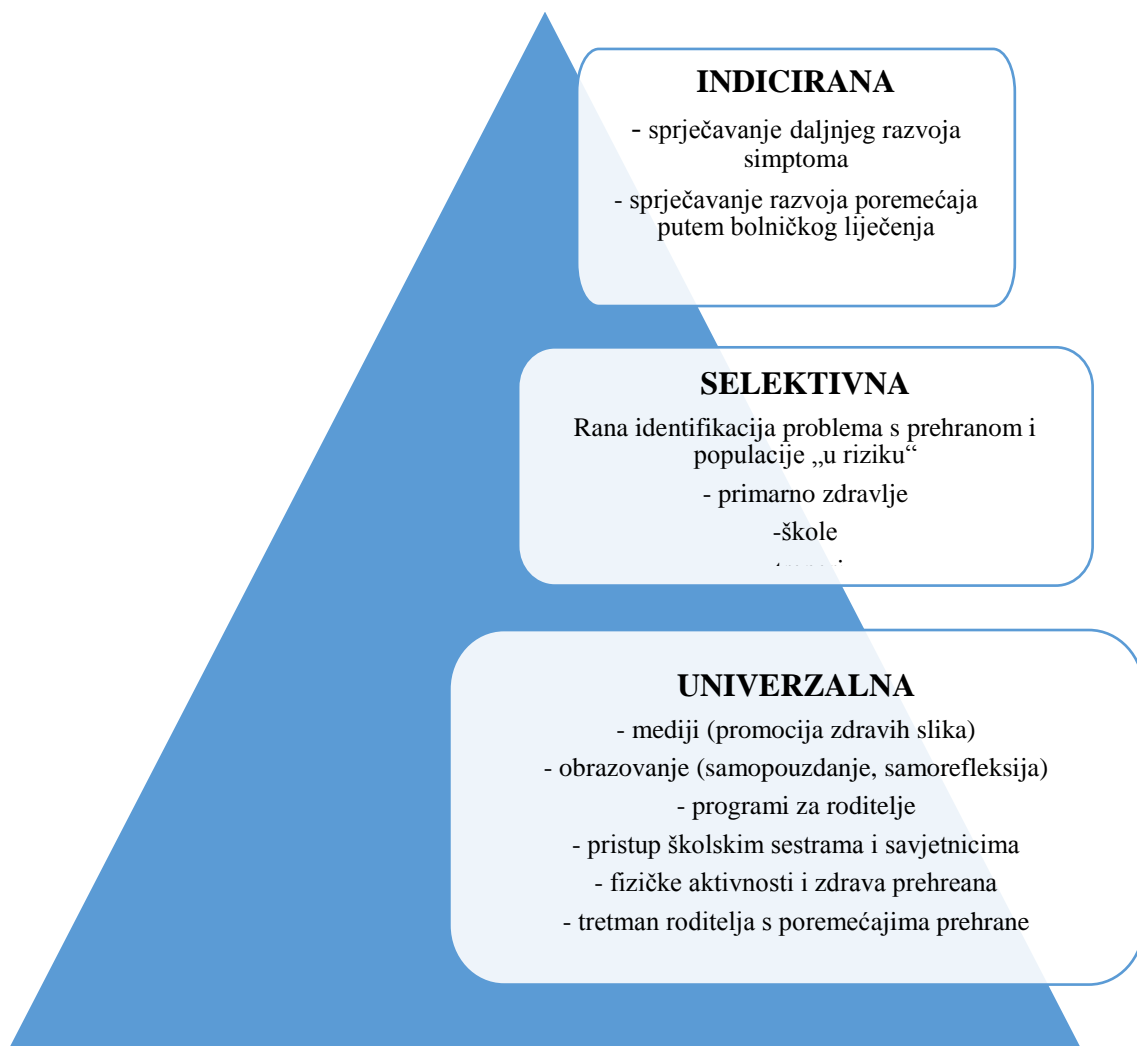 INDICIRANA
- sprječavanje daljnjeg razvoja
simptoma
- sprječavanje razvoja poremećaja
putem bolničkog liječenja
SELEKTIVNA
Rana identifikacija problema s prehranom i
populacije „u riziku“
- primarno zdravlje
-škole
UNIVERZALNA
- mediji (promocija zdravih slika)
- obrazovanje (samopouzdanje, samorefleksija)
- programi za roditelje
- pristup školskim sestrama i savjetnicima
- fizičke aktivnosti i zdrava prehreana
- tretman roditelja s poremećajima prehrane